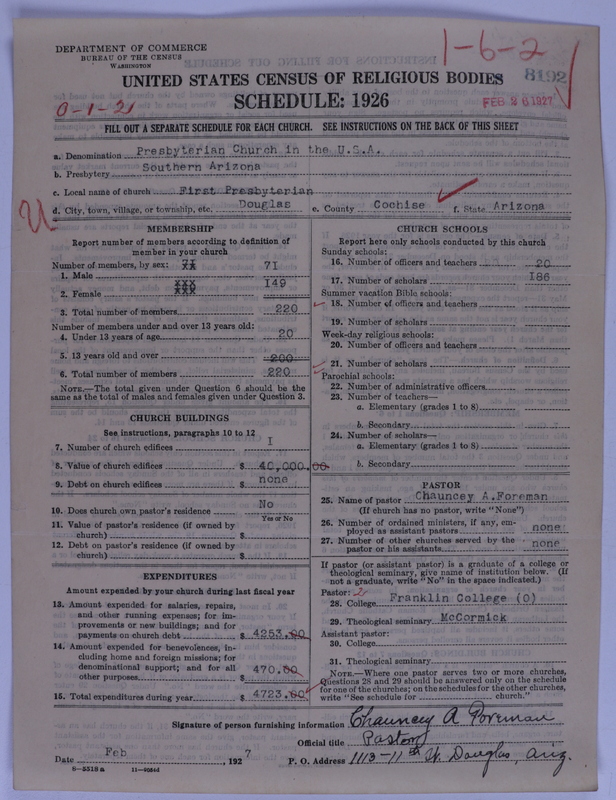 DEPARTMENT OF COMMERCE
BUREAU OF THE CENSUS
WASHINGTON
1-6-2
8192
UNITED STATES CENSUS OF RELIGIOUS BODIES
0-1-21
SCHEDULE: 1926
FEB 26 1927
FILL OUT A SEPARATE SCHEDULE FOR EACH CHURCH. SEE INSTRUCTIONS ON THE BACK OF THIS SHEET
a. Denomination Presbyterian Church in the U.S.A.
b. Presbytery Southern Arizona
c. Local name of church First Presbyterian
d. City, town, village, or township, etc. Douglas e. County Cochise f. State Arizona
U
MEMBERSHIP
Report number of members according to definition of
member in your church
Number of members, by sex:
1. Male 71
2. Female 149
3. Total number of members 220
Number of members under and over 13 years old:
4. Under 13 years of age 20
5. 13 years old and over 200
6. Total number of members 220
NOTE.—The total given under Question 6 should be
the same as the total of males and females given under Question 3.
CHURCH BUILDINGS
See instructions, paragraphs 10 to 12
7. Number of church edifices I
8. Value of church edifices $ 40,000.00
9. Debt on church edifices $ none
10. Does church own pastor's residence No
Yes or No
11. Value of pastor's residence (if owned by
church) $
12. Debt on pastor's residence (if owned by
church) $
EXPENDITURES
Amount expended by your church during last fiscal year
13. Amount expended for salaries, repairs,
and other running expenses; for im-
provements or new buildings; and for
payments on church debt $ 4253.00
14. Amount expended for benevolences, in-
cluding home and foreign missions; for
denominational support; and for all
other purposes $ 470.00
15. Total expenditures during year $ 4723.00
CHURCH SCHOOLS
Report here only schools conducted by this church
Sunday schools:
16. Number of officers and teachers 20
17. Number of scholars 186
Summer vacation Bible schools:
18. Number of officers and teachers
19. Number of scholars
Week-day religious schools:
20. Number of officers and teachers
21. Number of scholars
Parochial schools:
22. Number of administrative officers
23. Number of teachers—
a. Elementary (grades 1 to 8)
b. Secondary
24. Number of scholars—
a. Elementary (grades 1 to 8)
b. Secondary
PASTOR
25. Name of pastor Chauncey A.Foreman
(If church has no pastor, write "None")
26. Number of ordained ministers, if any, em-
ployed as assistant pastors none
27. Number of other churches served by the
pastor or his assistants none
If pastor (or assistant pastor) is a graduate of a college or
theological seminary, give name of institution below. (If
not a graduate, write "No" in the space indicated.)
Pastor: 2
28. College Franklin College (O)
29. Theological seminary McCormick
Assistant pastor:
30. College
31. Theological seminary
NOTE.—Where one pastor serves two or more churches,
Questions 28 and 29 should be answered only on the schedule
for one of the churches; on the schedules for the other churches,
write "See schedule for church."
Signature of person furnishing information Chauncey A Foreman
Official title Pastor
Date Feb , 1927 P. O. Address 1113-11th St. Douglas, Ariz.
8-5518 a